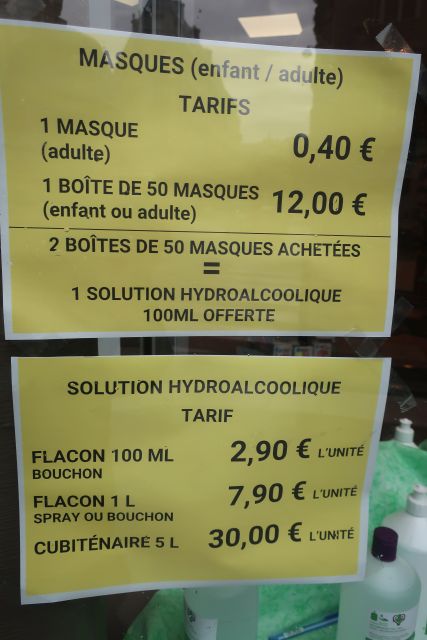 MASQUES (enfant / adulte)
TARIFS
1 MASQUE 0,40 €
(adulte)
1 BOÎTE DE 50 MASQUES 12,00 €
(enfant ou adulte)
2 BOÎTES DE 50 MASQUES ACHETÉES
=
1 SOLUTION HYDROALCOOLIQUE
100ML OFFERTE
SOLUTION HYDROALCOOLIQUE
TARIF
FLACON 100 ML 2,90 € L'UNITÉ
BOUCHON
FLACON 1 L 7,90 € L'UNITÉ
SPRAY OU BOUCHON
CUBITÉNAIRE 5 L 30,00 € L'UNITÉ